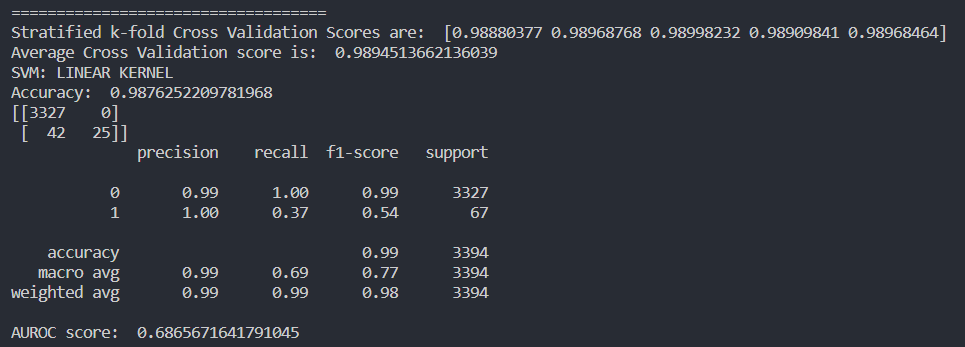 ===================================
Stratified k-fold Cross Validation Scores are:  [0.98880377 0.98968768 0.98998232 0.98909841 0.98968464]
Average Cross Validation score is:  0.9894513662136039
SVM: LINEAR KERNEL
Accuracy:  0.9876252209781968
[[3327    0]
 [  42   25]]
              precision    recall  f1-score   support

           0       0.99      1.00      0.99      3327
           1       1.00      0.37      0.54        67

    accuracy                           0.99      3394
   macro avg       0.99      0.69      0.77      3394
weighted avg       0.99      0.99      0.98      3394

AUROC score:  0.6865671641791045